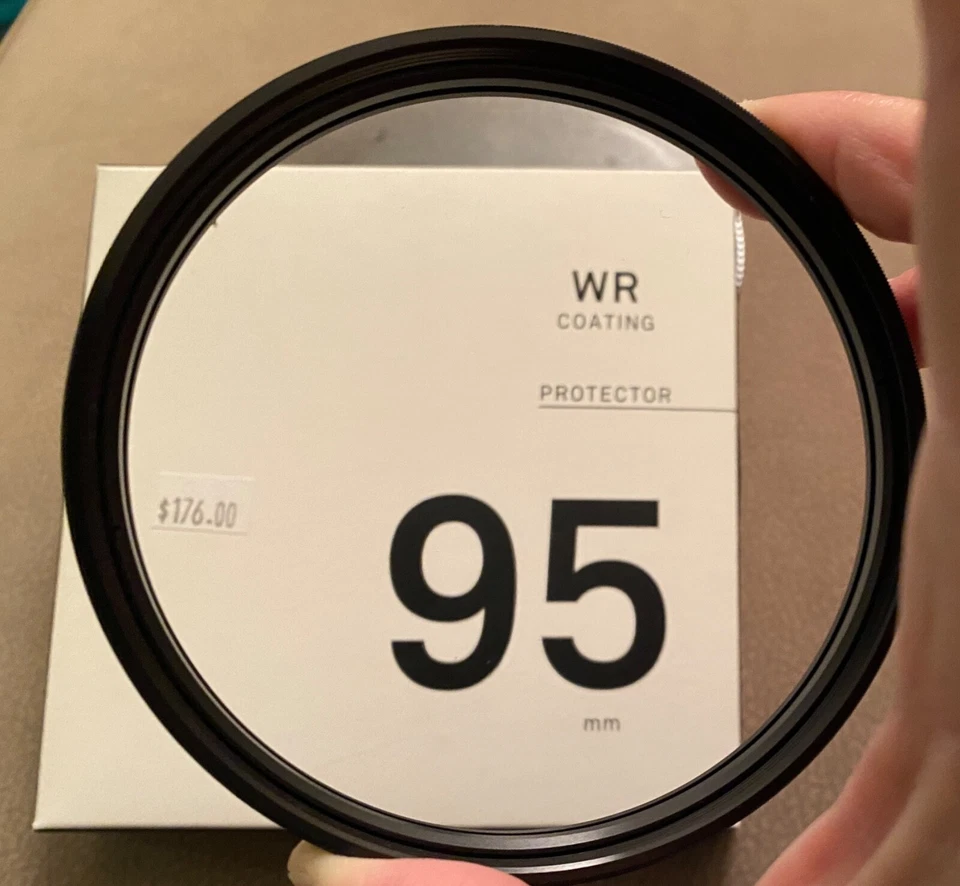 WR
COATING
PROTECTOR
$176.00
95
mm